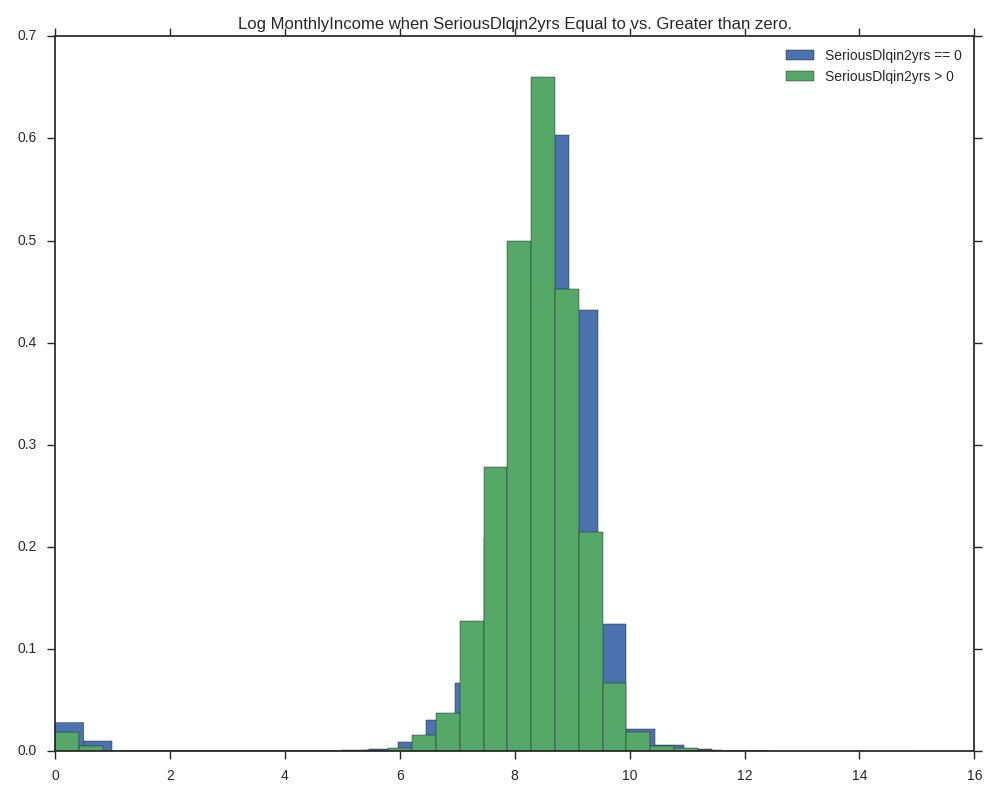 Log MonthlyIncome when SeriousDlqin2yrs Equal to vs. Greater than zero.
SeriousDlqin2yrs == 0
SeriousDlqin2yrs > 0
0.7
0.6
0.5
0.4
0.3
0.2
0.1
0.0
0 2 4 6 8 10 12 14 16